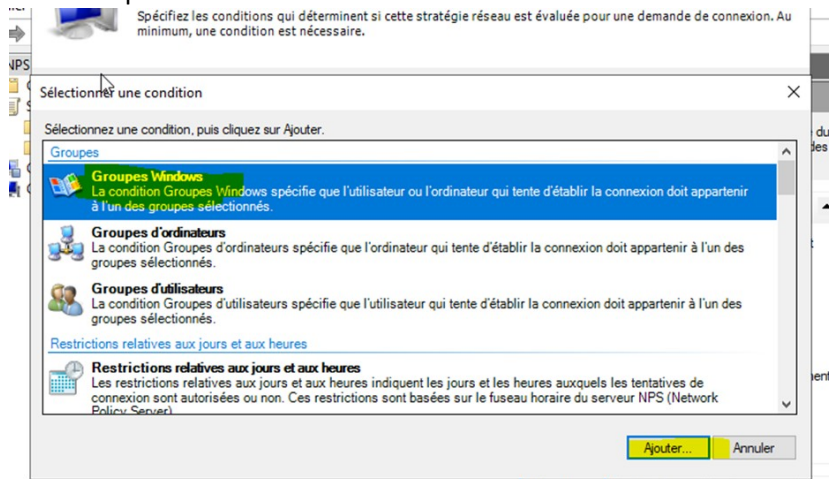 Spécifiez les conditions qui déterminent si cette stratégie réseau est évaluée pour une demande de connexion. Au
minimum, une condition est nécessaire.
NPS
Sélectionner une condition
Sélectionnez une condition, puis cliquez sur Ajouter.
Groupes
Groupes Windows
La condition Groupes Windows spécifie que l'utilisateur ou l'ordinateur qui tente d'établir la connexion doit appartenir
à l'un des groupes sélectionnés.
Groupes d'ordinateurs
La condition Groupes d'ordinateurs spécifie que l'ordinateur qui tente d'établir la connexion doit appartenir à l'un des
groupes sélectionnés.
Groupes d'utilisateurs
La condition Groupes d'utilisateurs spécifie que l'utilisateur qui tente d'établir la connexion doit appartenir à l'un des
groupes sélectionnés.
Restrictions relatives aux jours et aux heures
Restrictions relatives aux jours et aux heures
Les restrictions relatives aux jours et aux heures indiquent les jours et les heures auxquels les tentatives de
connexion sont autorisées ou non. Ces restrictions sont basées sur le fuseau horaire du serveur NPS (Network
Policy Server)
Ajouter... Annuler